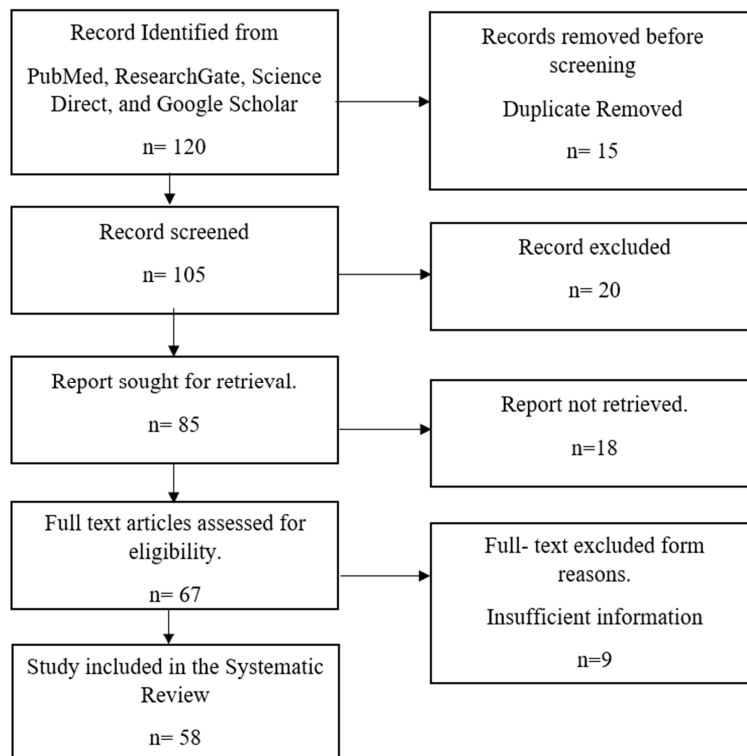 Record Identified from
PubMed, ResearchGate, Science
Direct, and Google Scholar
n= 120
Records removed before
screening
Duplicate Removed
n= 15
Record screened
n= 105
Record excluded
n= 20
Report sought for retrieval.
n= 85
Report not retrieved.
n=18
Full text articles assessed for
eligibility.
n= 67
Full- text excluded form
reasons.
Insufficient information
n=9
Study included in the Systematic
Review
n= 58